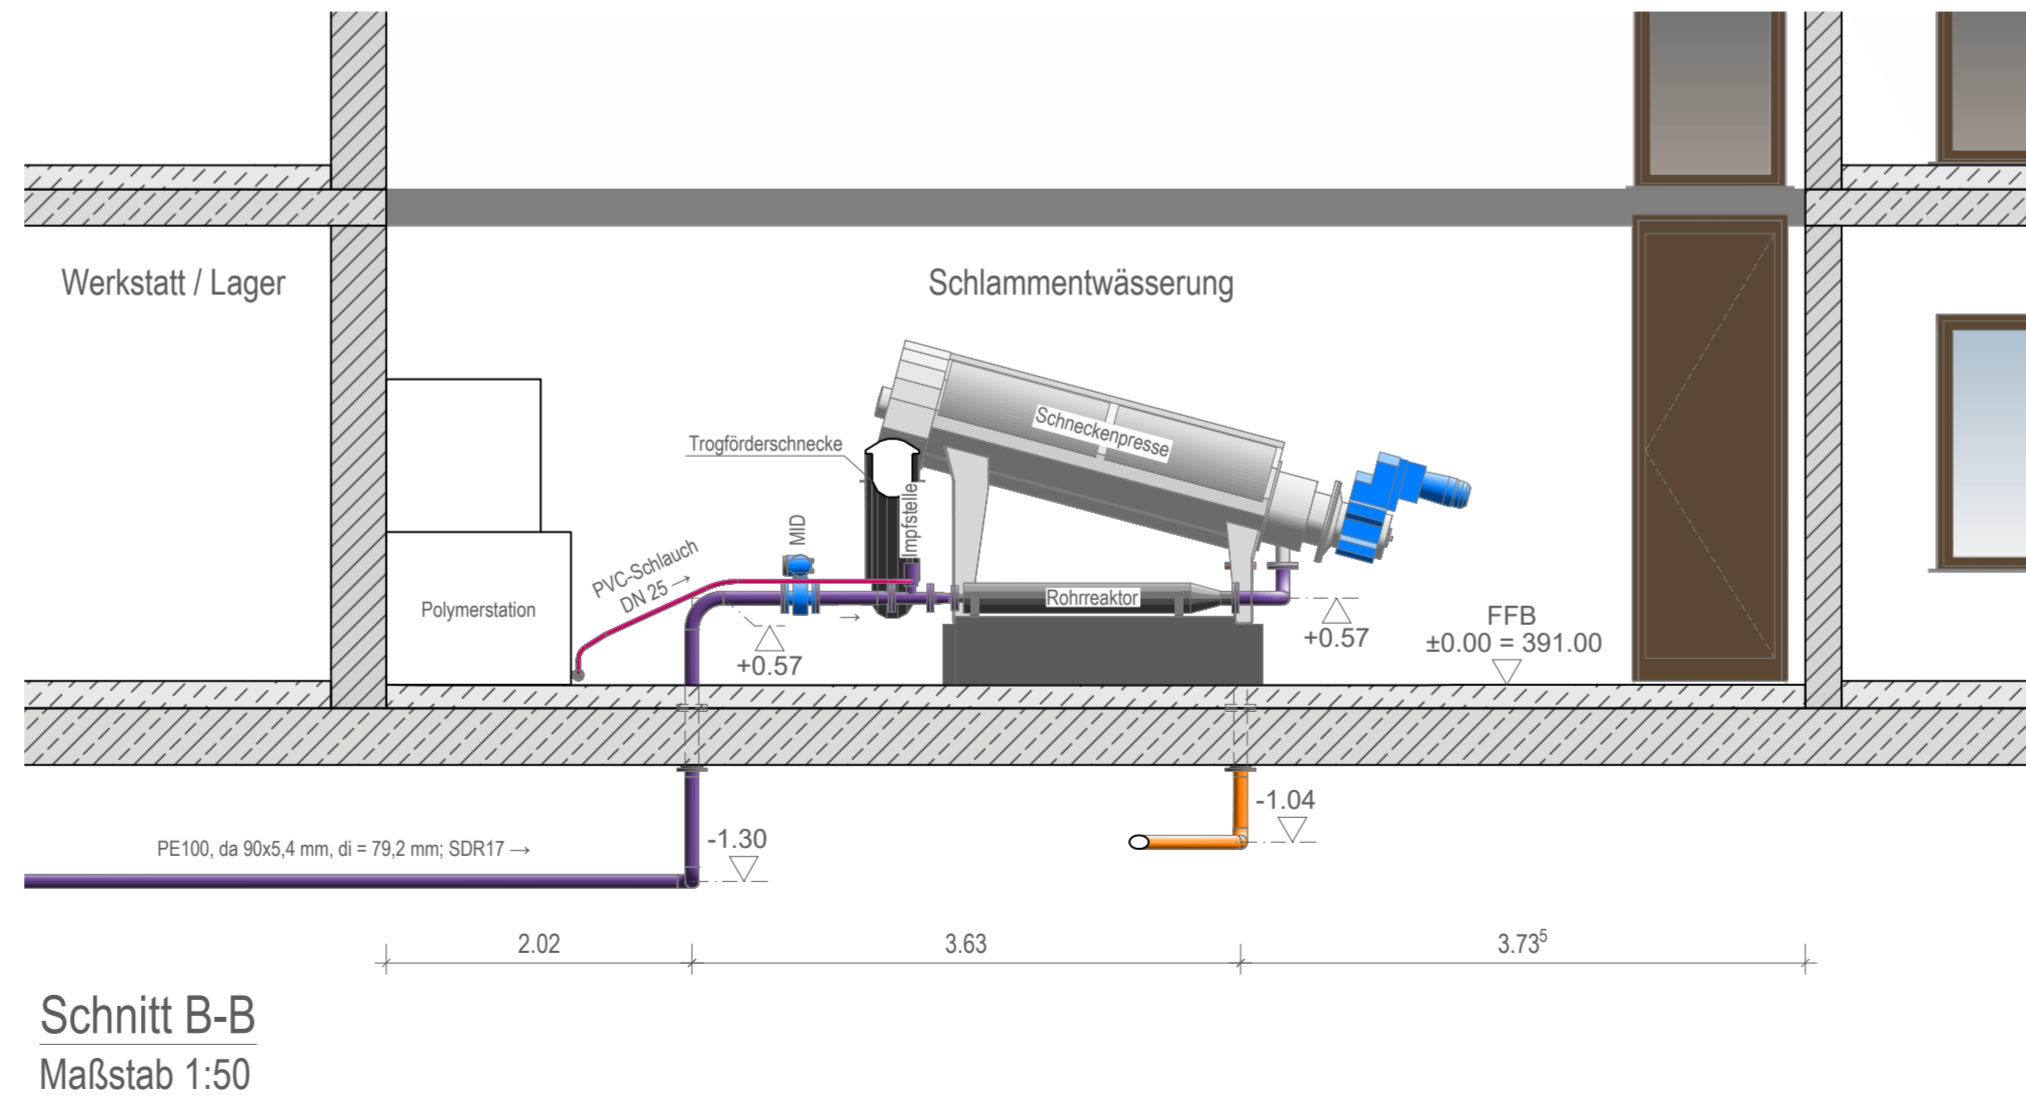 Werkstatt / Lager
Schlammentwässerung
Schneckenpresse
Trogförderschnecke
Impfstelle
MID
PVC-Schlauch
DN 25 →
Polymerstation
Rohrreaktor
→
+0.57
+0.57
FFB
±0.00 = 391.00
-1.04
-1.30
PE100, da 90x5,4 mm, di = 79,2 mm; SDR17 →
2.02
3.63
3.73⁵
Schnitt B-B
Maßstab 1:50